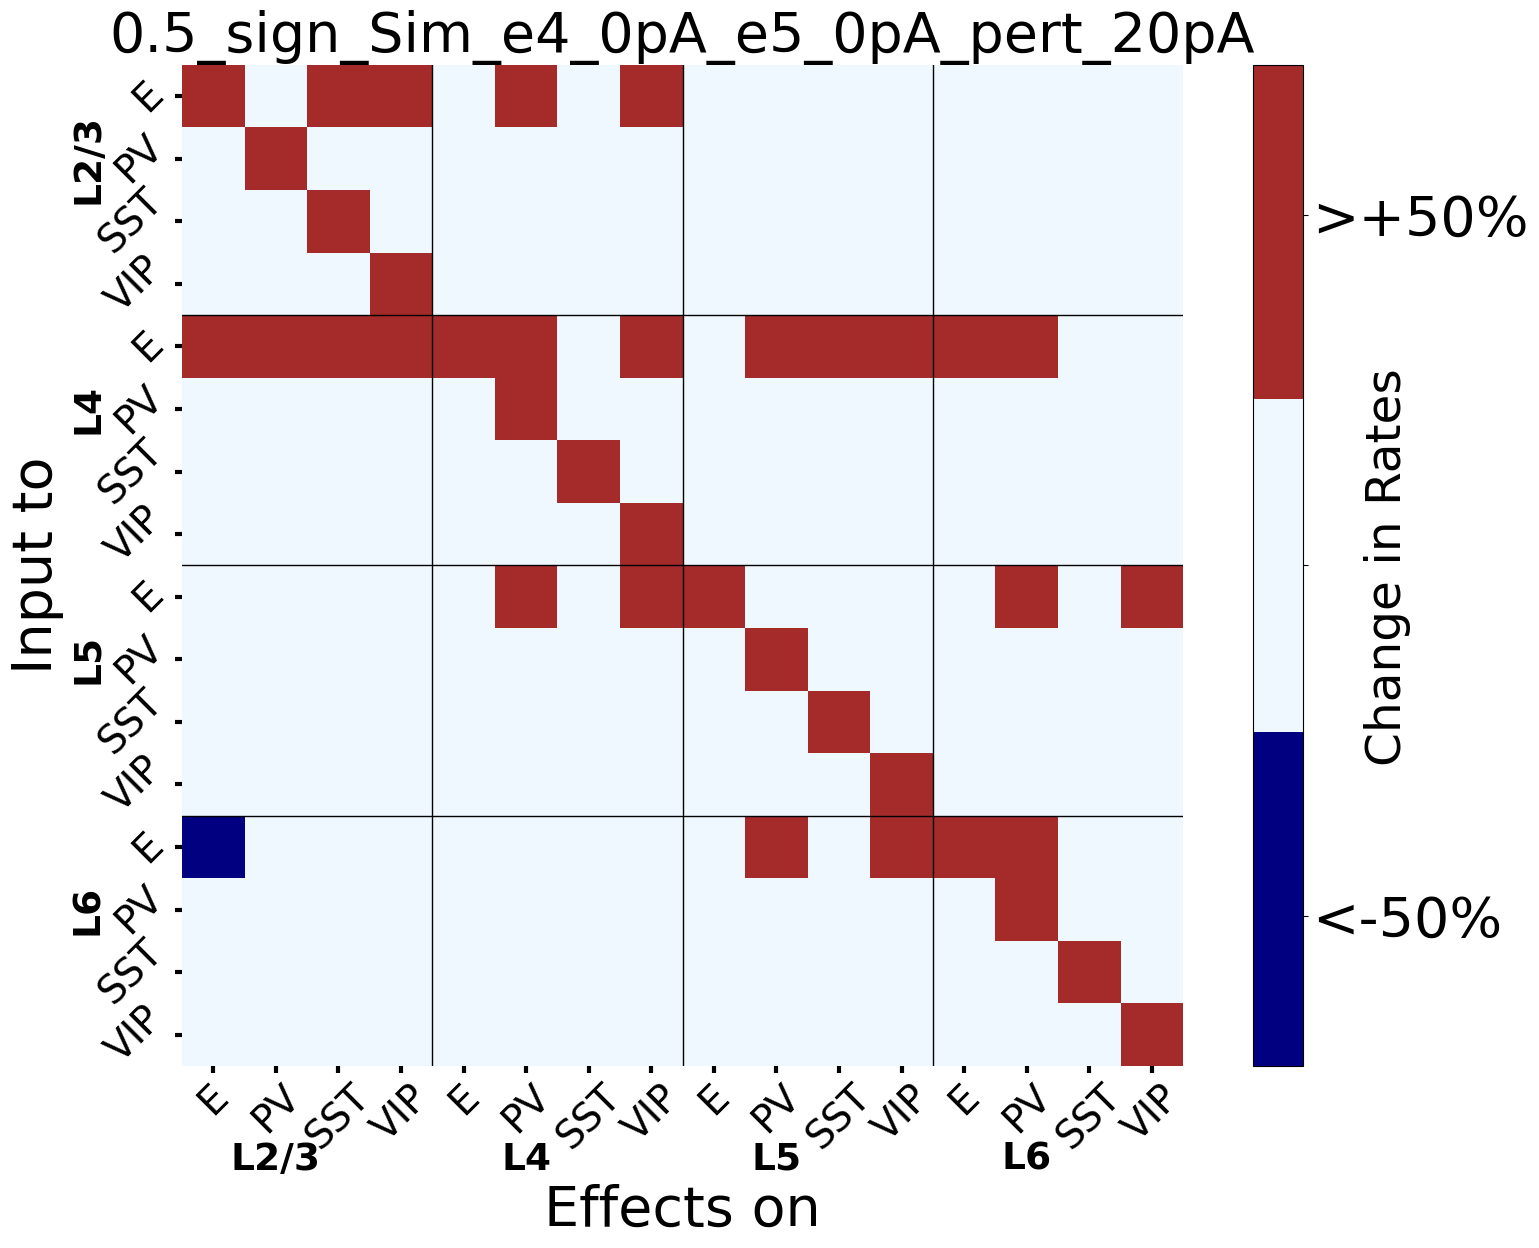 0.5_sign_Sim_e4_0pA_e5_0pA_pert_20pA
Input to
L2/3
E
PV
SST
VIP
L4
E
PV
SST
VIP
L5
E
PV
SST
VIP
L6
E
PV
SST
VIP
E PV SST VIP E PV SST VIP E PV SST VIP E PV SST VIP
L2/3 L4 L5 L6
Effects on
>+50%
<-50%
Change in Rates